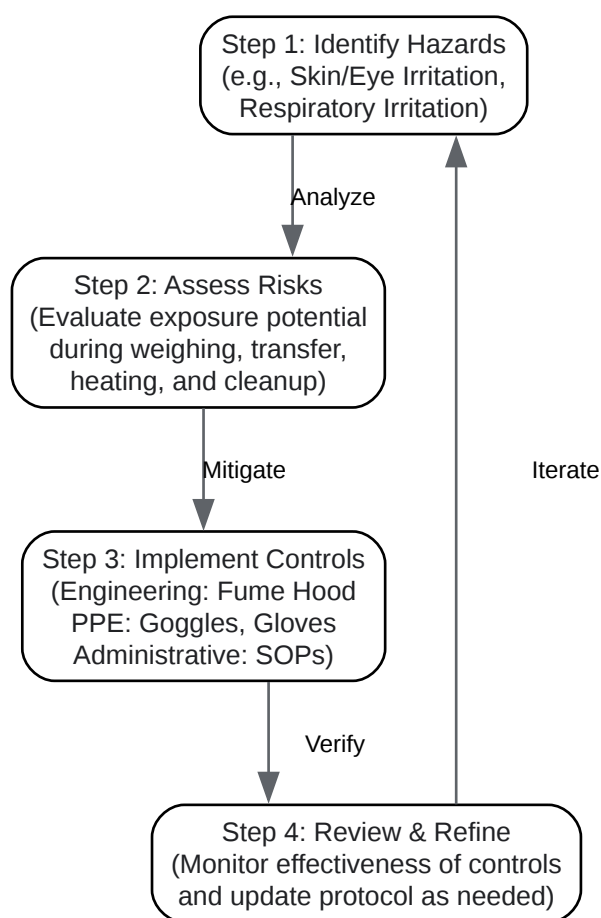 Step 1: Identify Hazards
(e.g., Skin/Eye Irritation,
Respiratory Irritation)
Analyze
Step 2: Assess Risks
(Evaluate exposure potential
during weighing, transfer,
heating, and cleanup)
Mitigate
Iterate
Step 3: Implement Controls
(Engineering: Fume Hood
PPE: Goggles, Gloves
Administrative: SOPs)
Verify
Step 4: Review & Refine
(Monitor effectiveness of controls
and update protocol as needed)